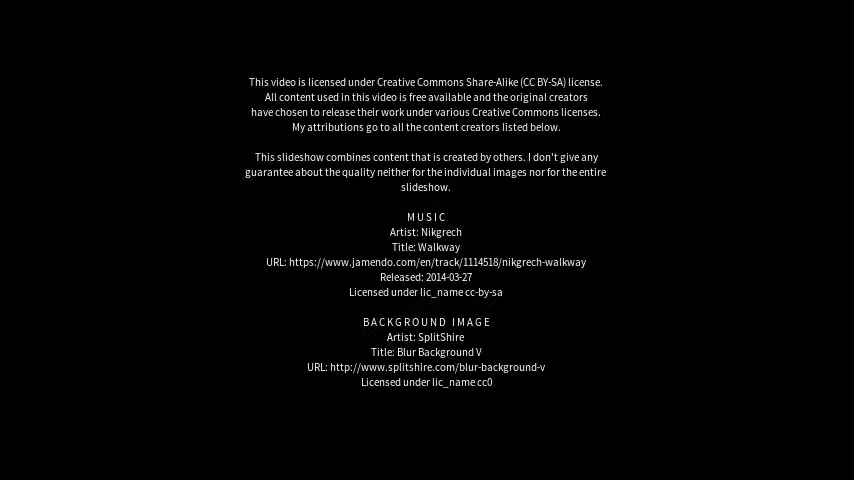 This video is licensed under Creative Commons Share-Alike (CC BY-SA) license.
All content used in this video is free available and the original creators
have chosen to release their work under various Creative Commons licenses.
My attributions go to all the content creators listed below.
This slideshow combines content that is created by others. I don't give any
guarantee about the quality neither for the individual images nor for the entire
slideshow.
M U S I C
Artist: Nikgrech
Title: Walkway
URL: https://www.jamendo.com/en/track/1114518/nikgrech-walkway
Released: 2014-03-27
Licensed under lic_name cc-by-sa
B A C K G R O U N D   I M A G E
Artist: SplitShire
Title: Blur Background V
URL: http://www.splitshire.com/blur-background-v
Licensed under lic_name cc0